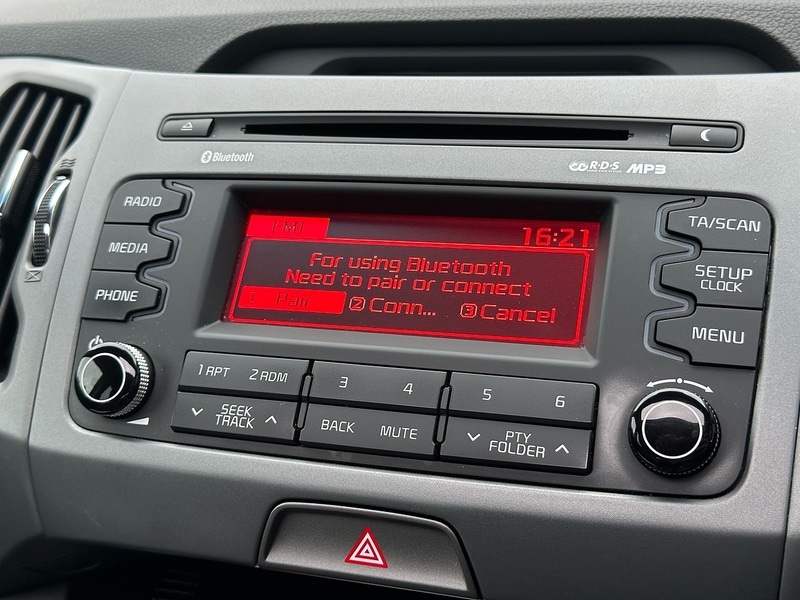 Bluetooth
R·D·S
MP3
RADIO
MEDIA
PHONE
FM1
16:21
For using Bluetooth
Need to pair or connect
1 Pair
2 Conn...
3 Cancel
TA/SCAN
SETUP
CLOCK
MENU
1 RPT
2 RDM
3
4
5
6
SEEK
TRACK
BACK
MUTE
PTY
FOLDER